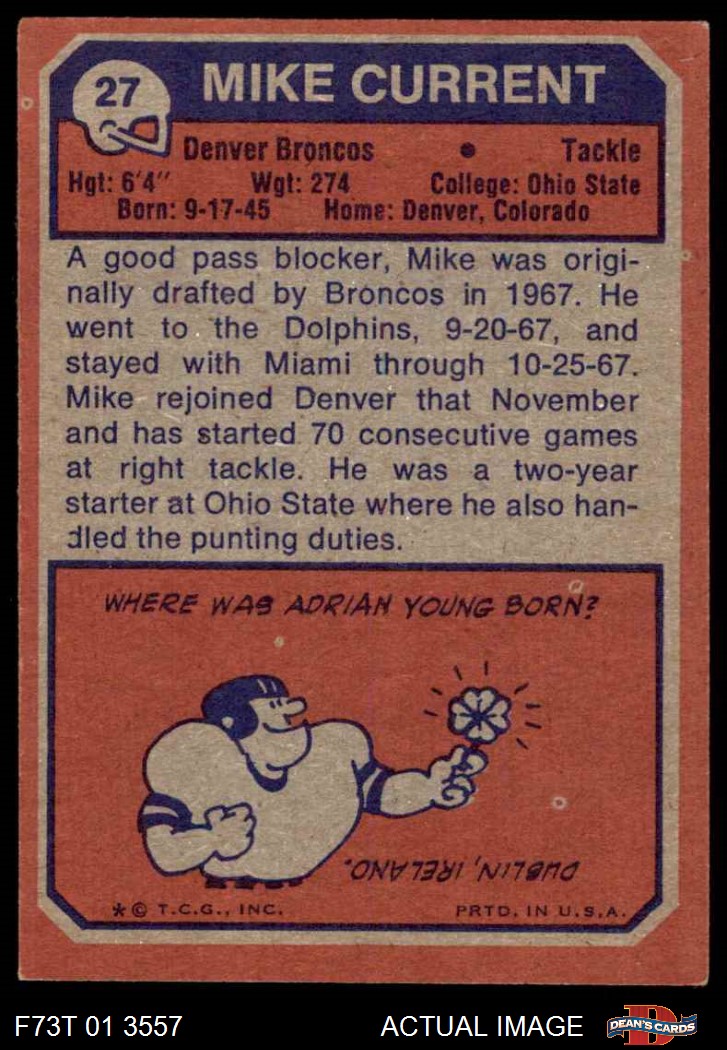 27
MIKE CURRENT
Denver Broncos • Tackle
Hgt: 6'4" Wgt: 274 College: Ohio State
Born: 9-17-45 Home: Denver, Colorado
A good pass blocker, Mike was origi-
nally drafted by Broncos in 1967. He
went to the Dolphins, 9-20-67, and
stayed with Miami through 10-25-67.
Mike rejoined Denver that November
and has started 70 consecutive games
at right tackle. He was a two-year
starter at Ohio State where he also han-
dled the punting duties.
WHERE WAS ADRIAN YOUNG BORN?
DUBLIN, IRELAND.
* © T.C.G., INC. PRTD. IN U.S.A.
F73T 01 3557 ACTUAL IMAGE D DEAN'S CARDS